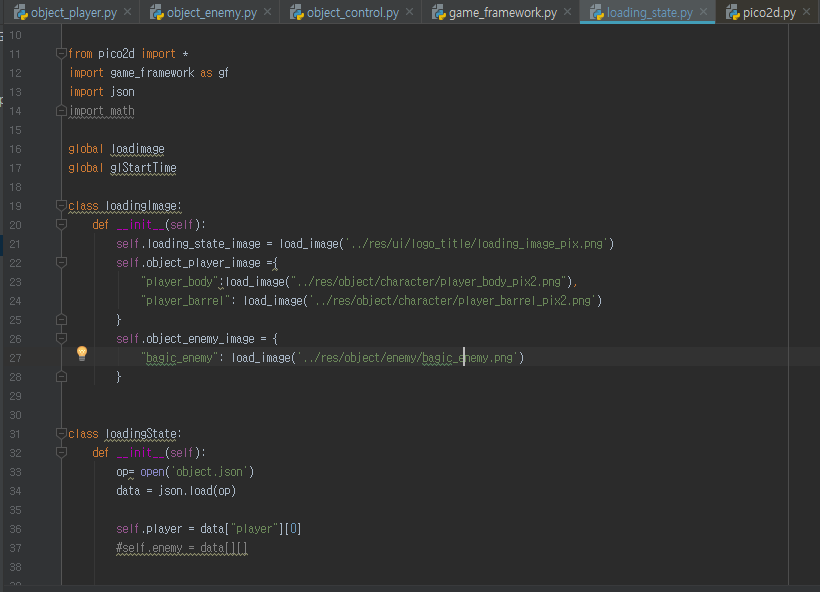 object_player.py × object_enemy.py × object_control.py × game_framework.py × loading_state.py × pico2d.py ×
10
11 from pico2d import *
12 import game_framework as gf
13 import json
14 import math
15
16 global loadimage
17 global glStartTime
18
19 class loadingImage:
20 def __init__(self):
21 self.loading_state_image = load_image('../res/ui/logo_title/loading_image_pix.png')
22 self.object_player_image ={
23 "player_body":load_image("../res/object/character/player_body_pix2.png"),
24 "player_barrel": load_image('../res/object/character/player_barrel_pix2.png')
25 }
26 self.object_enemy_image = {
27 "bagic_enemy": load_image('../res/object/enemy/bagic_enemy.png')
28 }
29
30
31 class loadingState:
32 def __init__(self):
33 op= open('object.json')
34 data = json.load(op)
35
36 self.player = data["player"][0]
37 #self.enemy = data[][]
38